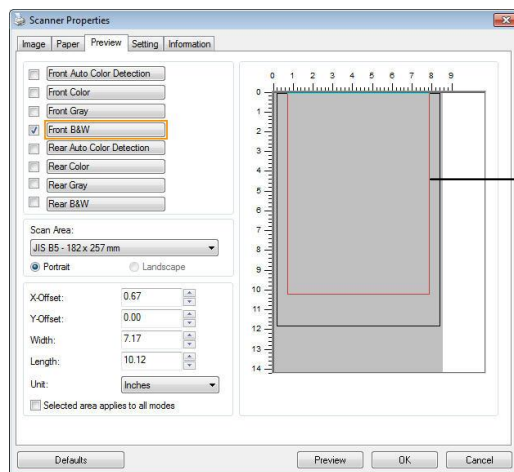 Scanner Properties
Image Paper Preview Setting Information
Front Auto Color Detection
Front Color
Front Gray
Front B&W
Rear Auto Color Detection
Rear Color
Rear Gray
Rear B&W
Scan Area:
JIS B5 - 182 x 257 mm
Portrait Landscape
X-Offset: 0.67
Y-Offset: 0.00
Width: 7.17
Length: 10.12
Unit: Inches
Selected area applies to all modes
0 1 2 3 4 5 6 7 8 9
0
1
2
3
4
5
6
7
8
9
10
11
12
13
14
Defaults Preview OK Cancel